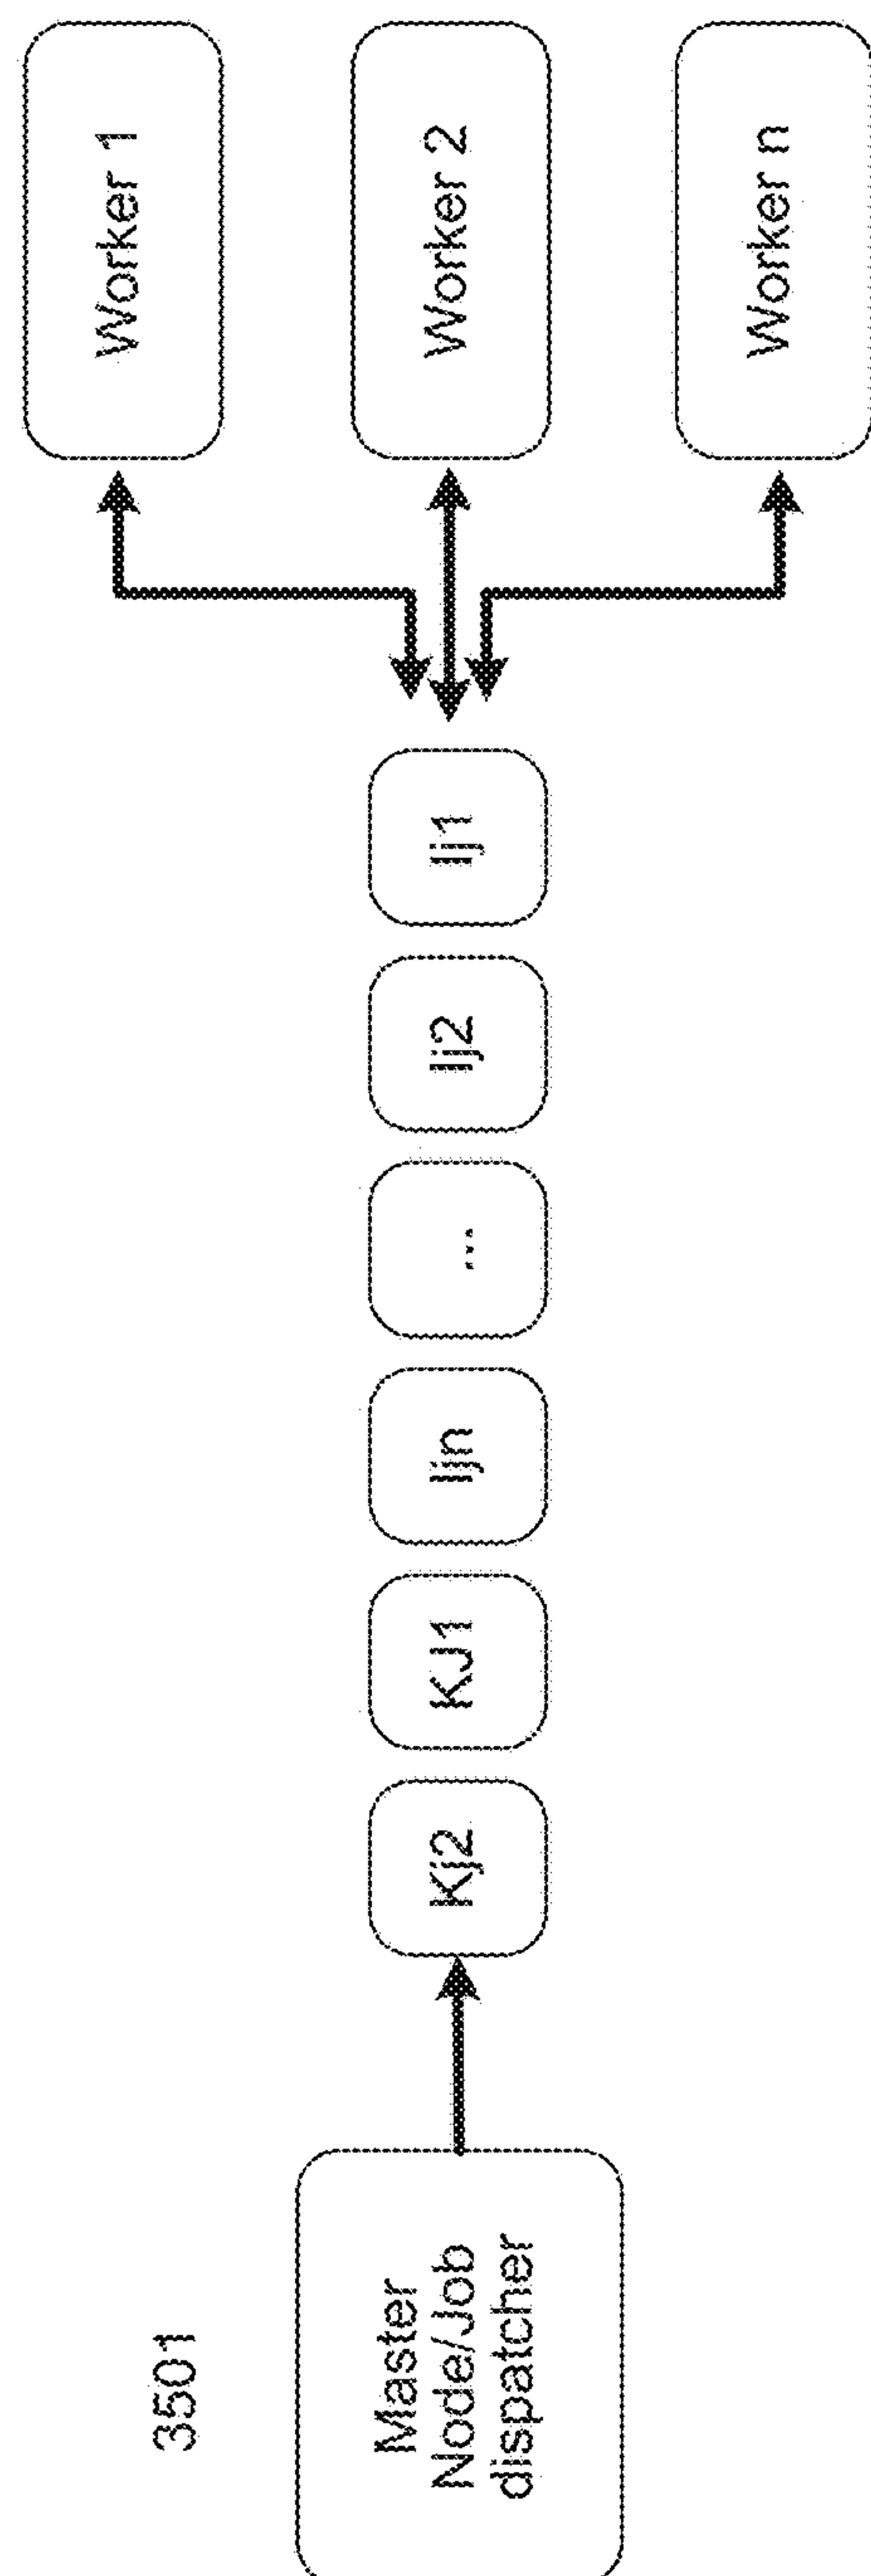 3501
Master
Node/Job
dispatcher
Kj2
KJ1
Ijn
...
Ij2
Ij1
Worker 1
Worker 2
Worker n